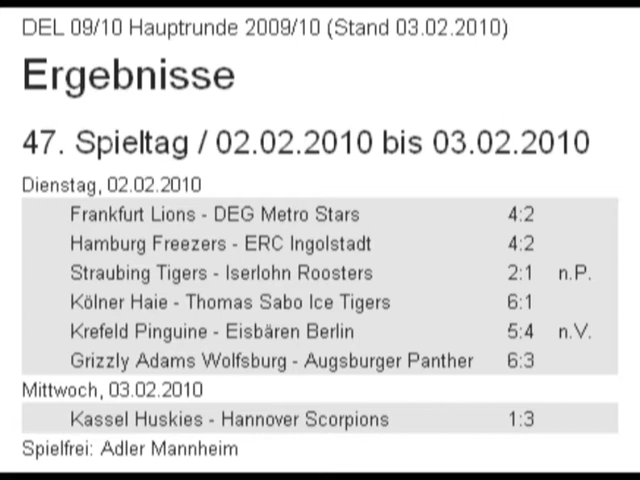 DEL 09/10 Hauptrunde 2009/10 (Stand 03.02.2010)
Ergebnisse
47. Spieltag / 02.02.2010 bis 03.02.2010
Dienstag, 02.02.2010
Frankfurt Lions - DEG Metro Stars 4:2
Hamburg Freezers - ERC Ingolstadt 4:2
Straubing Tigers - Iserlohn Roosters 2:1 n.P.
Kölner Haie - Thomas Sabo Ice Tigers 6:1
Krefeld Pinguine - Eisbären Berlin 5:4 n.V.
Grizzly Adams Wolfsburg - Augsburger Panther 6:3
Mittwoch, 03.02.2010
Kassel Huskies - Hannover Scorpions 1:3
Spielfrei: Adler Mannheim